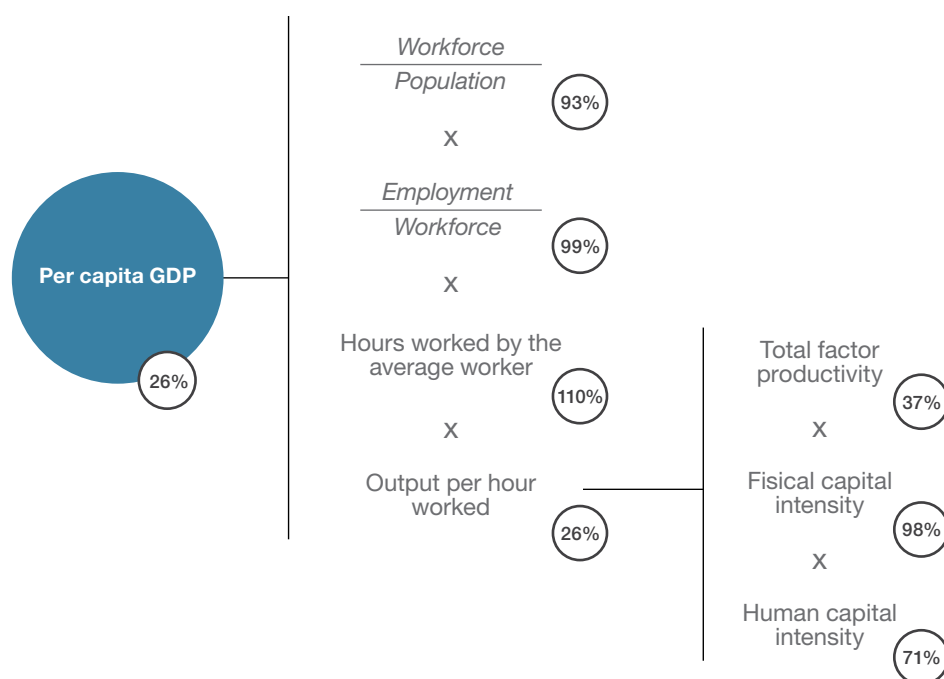 Per capita GDP
26%
Workforce
Population
93%
x
Employment
Workforce
99%
x
Hours worked by the
average worker
110%
x
Output per hour
worked
26%
Total factor
productivity
37%
x
Fisical capital
intensity
98%
x
Human capital
intensity
71%